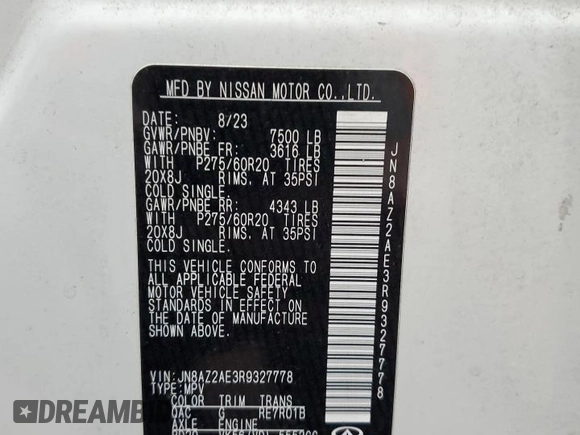 MFD BY NISSAN MOTOR CO.,LTD.
DATE: 8/23
GVWR/PNBV: 7500 LB
GAWR/PNBE FR: 3616 LB
WITH P275/60R20 TIRES
20X8J RIMS, AT 35PSI
COLD SINGLE.
GAWR/PNBE RR: 4343 LB
WITH P275/60R20 TIRES
20X8J RIMS, AT 35PSI
COLD SINGLE.
THIS VEHICLE CONFORMS TO
ALL APPLICABLE FEDERAL
MOTOR VEHICLE SAFETY
STANDARDS IN EFFECT ON
THE DATE OF MANUFACTURE
SHOWN ABOVE.
VIN: JN8AZ2AE3R9327778
TYPE: MPV
COLOR TRIM TRANS
QAC G RE7R01B
AXLE ENGINE
JN8AZ2AE3R9327778